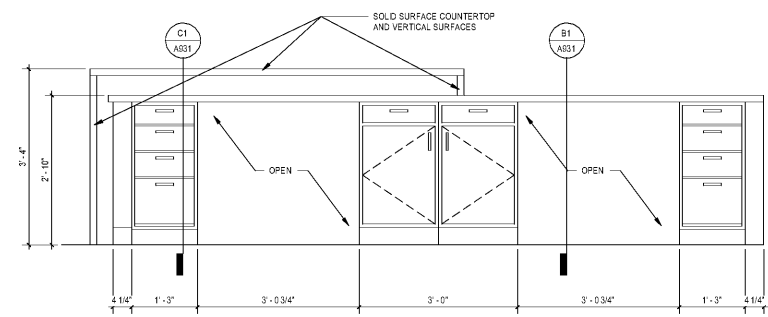 SOLID SURFACE COUNTERTOP
AND VERTICAL SURFACES
C1
A931
B1
A931
3' - 4"
2' - 10"
OPEN
OPEN
4 1/4"
1' - 3"
3' - 0 3/4"
3' - 0"
3' - 0 3/4"
1' - 3"
4 1/4"